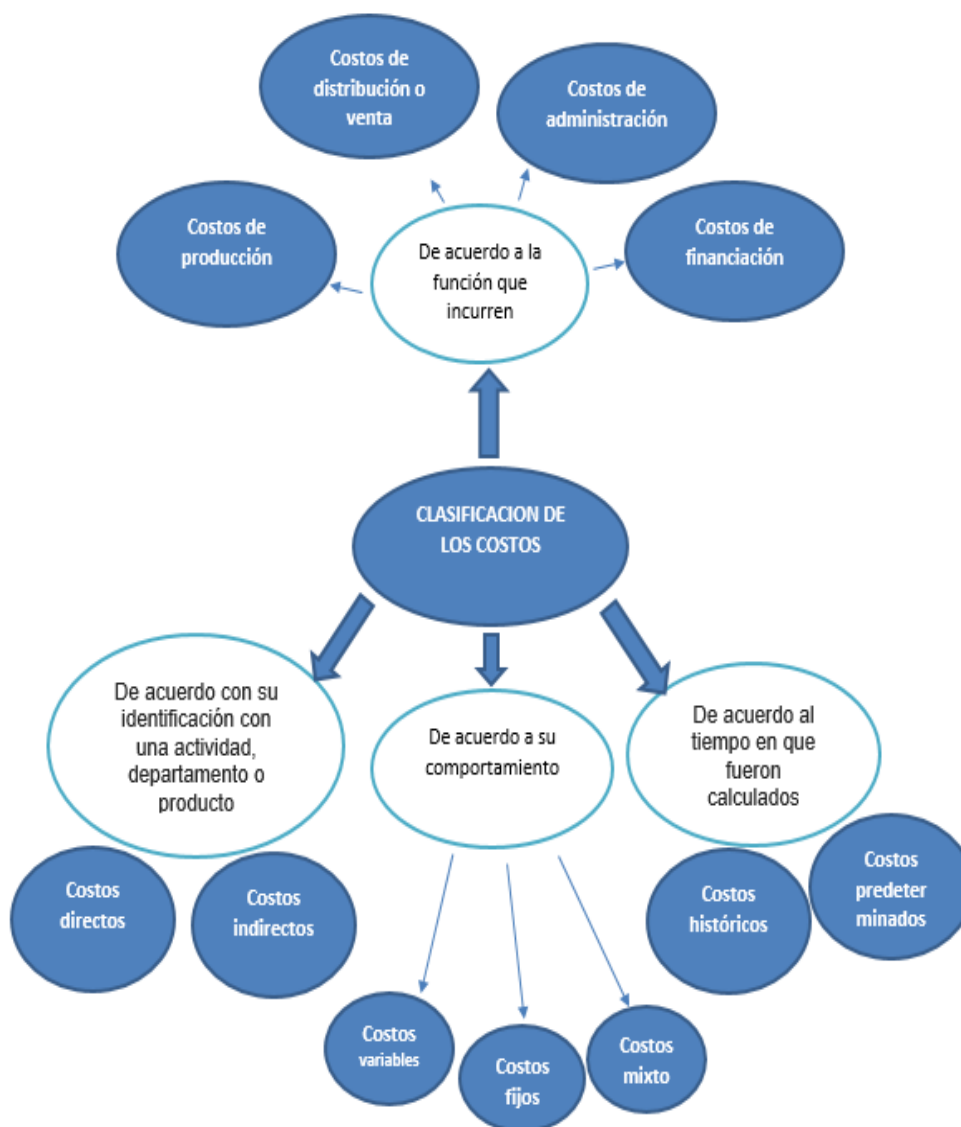 Costos de
distribución o
venta
Costos de
administración
Costos de
producción
De acuerdo a la
función que
incurren
Costos de
financiación
CLASIFICACION DE
LOS COSTOS
De acuerdo con su
identificación con
una actividad,
departamento o
producto
De acuerdo a su
comportamiento
De acuerdo al
tiempo en que
fueron
calculados
Costos
directos
Costos
indirectos
Costos
históricos
Costos
predeter
minados
Costos
variables
Costos
fijos
Costos
mixto